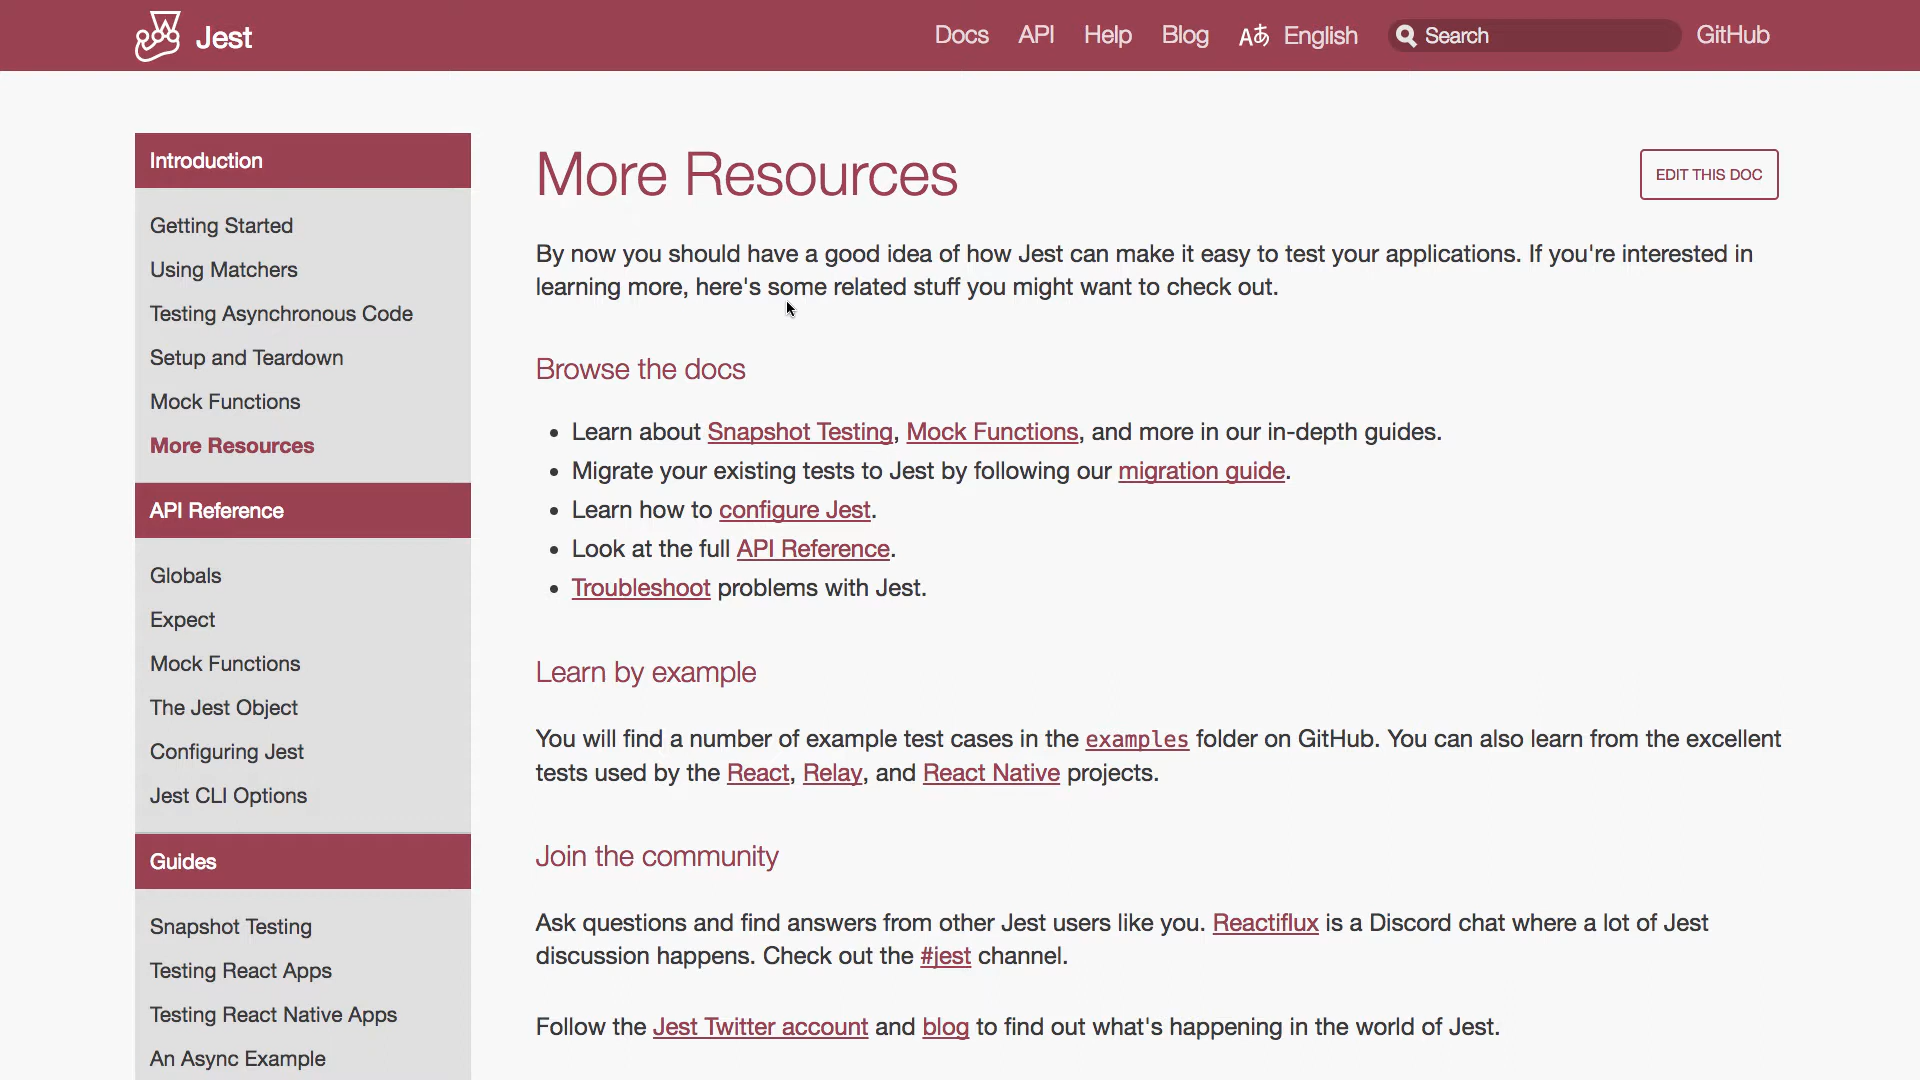 Jest
Docs API Help Blog Aあ English Search GitHub
Introduction
Getting Started
Using Matchers
Testing Asynchronous Code
Setup and Teardown
Mock Functions
More Resources
API Reference
Globals
Expect
Mock Functions
The Jest Object
Configuring Jest
Jest CLI Options
Guides
Snapshot Testing
Testing React Apps
Testing React Native Apps
An Async Example
More Resources
EDIT THIS DOC
By now you should have a good idea of how Jest can make it easy to test your applications. If you're interested in
learning more, here's some related stuff you might want to check out.
Browse the docs
• Learn about Snapshot Testing, Mock Functions, and more in our in-depth guides.
• Migrate your existing tests to Jest by following our migration guide.
• Learn how to configure Jest.
• Look at the full API Reference.
• Troubleshoot problems with Jest.
Learn by example
You will find a number of example test cases in the examples folder on GitHub. You can also learn from the excellent
tests used by the React, Relay, and React Native projects.
Join the community
Ask questions and find answers from other Jest users like you. Reactiflux is a Discord chat where a lot of Jest
discussion happens. Check out the #jest channel.
Follow the Jest Twitter account and blog to find out what's happening in the world of Jest.